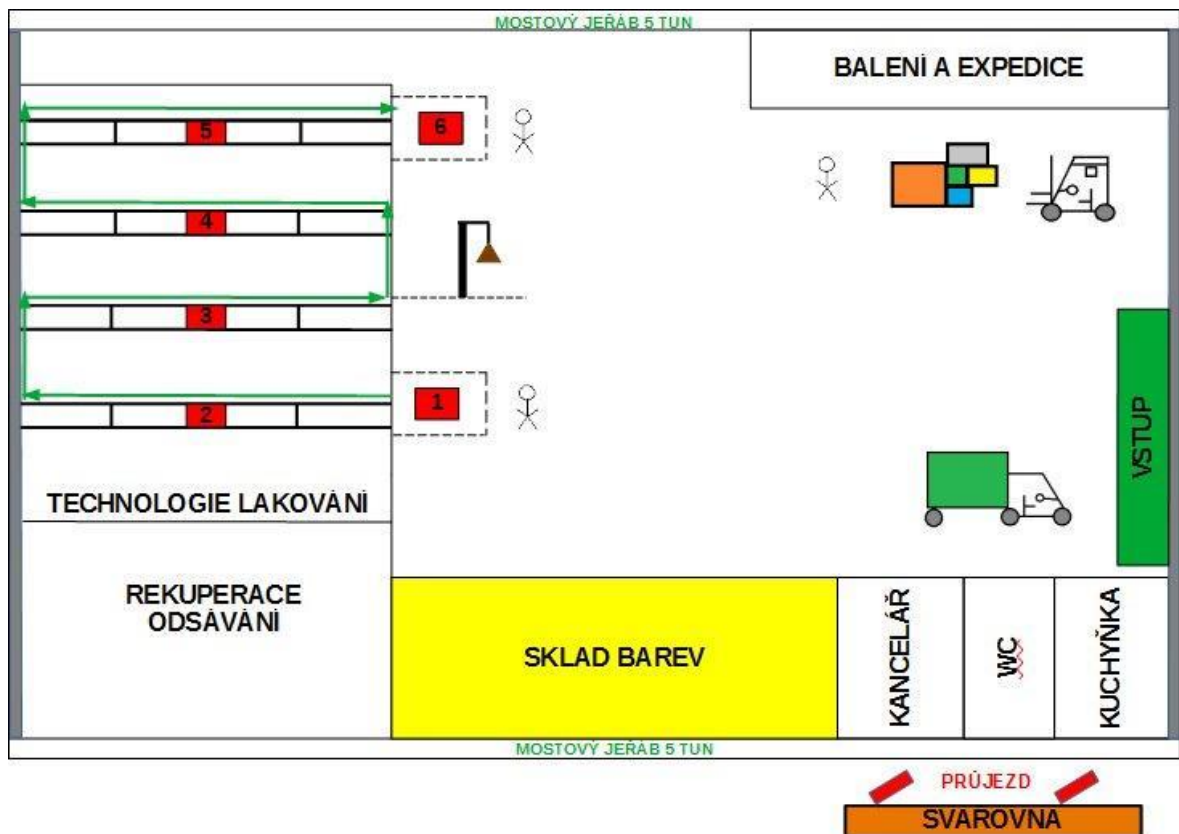 MOSTOVÝ JEŘÁB 5 TUN
BALENÍ A EXPEDICE
5
6
4
3
2
1
VSTUP
TECHNOLOGIE LAKOVÁNÍ
REKUPERACE
ODSÁVÁNÍ
SKLAD BAREV
KANCELÁŘ
WC
KUCHYŇKA
MOSTOVÝ JEŘÁB 5 TUN
PRŮJEZD
SVAROVNA